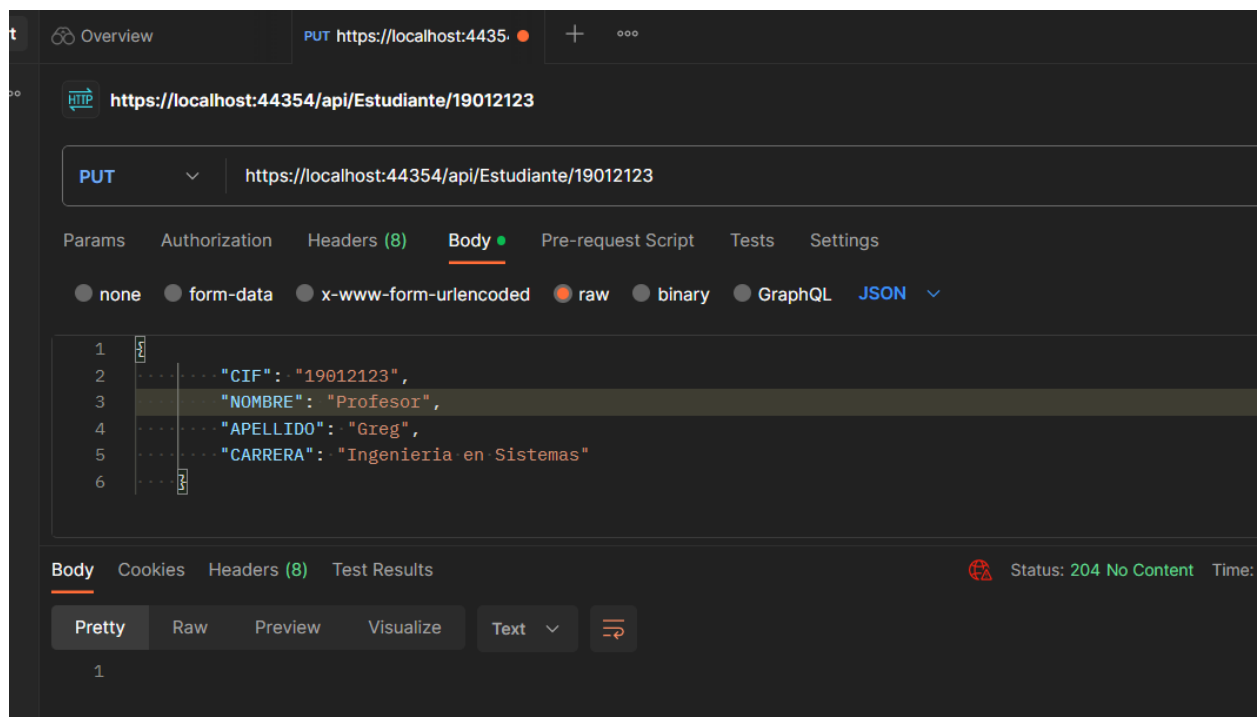 t Overview PUT https://localhost:4435
HTTP https://localhost:44354/api/Estudiante/19012123
PUT https://localhost:44354/api/Estudiante/19012123
Params Authorization Headers (8) Body Pre-request Script Tests Settings
none form-data x-www-form-urlencoded raw binary GraphQL JSON
1 {
2 "CIF": "19012123",
3 "NOMBRE": "Profesor",
4 "APELLIDO": "Greg",
5 "CARRERA": "Ingenieria en Sistemas"
6 }
Body Cookies Headers (8) Test Results Status: 204 No Content Time:
Pretty Raw Preview Visualize Text
1